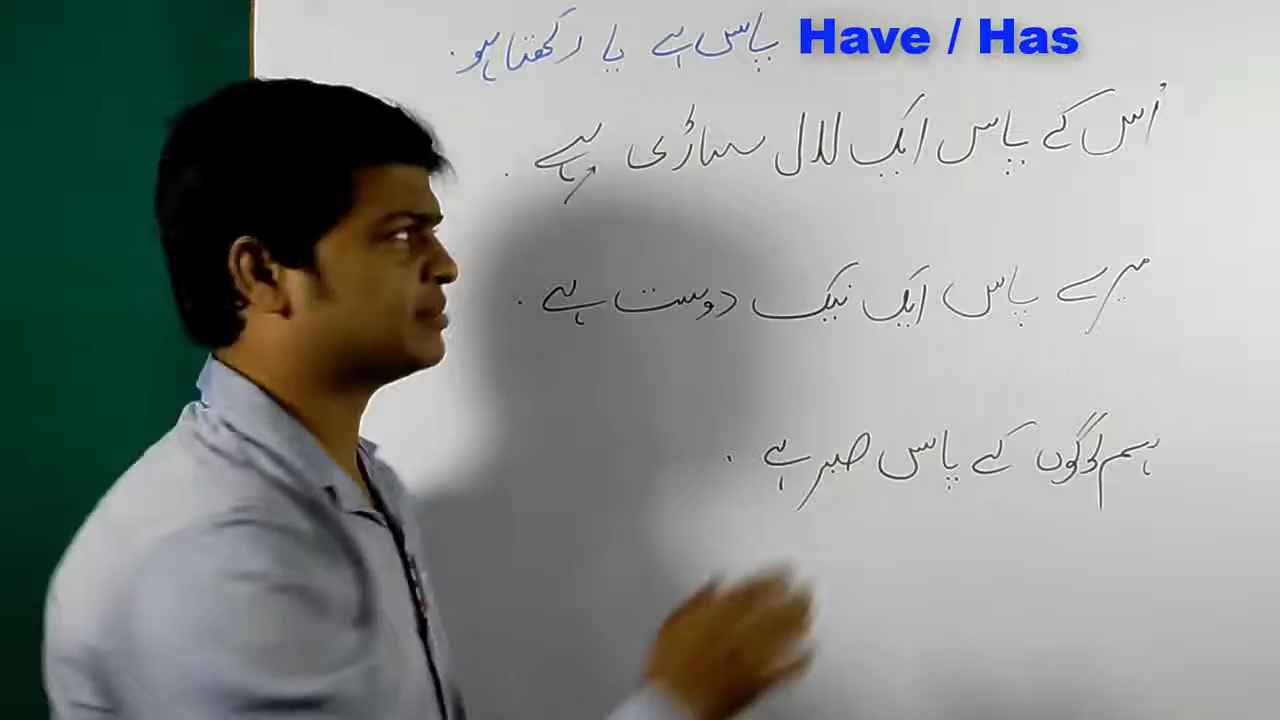 پاس ہے یا رکھتا ہو۔ Have / Has
اُس کے پاس ایک لال ساڑی ہے ۔
میرے پاس ایک نیک دوست ہے ۔
ہم لوگوں کے پاس صبر ہے ۔